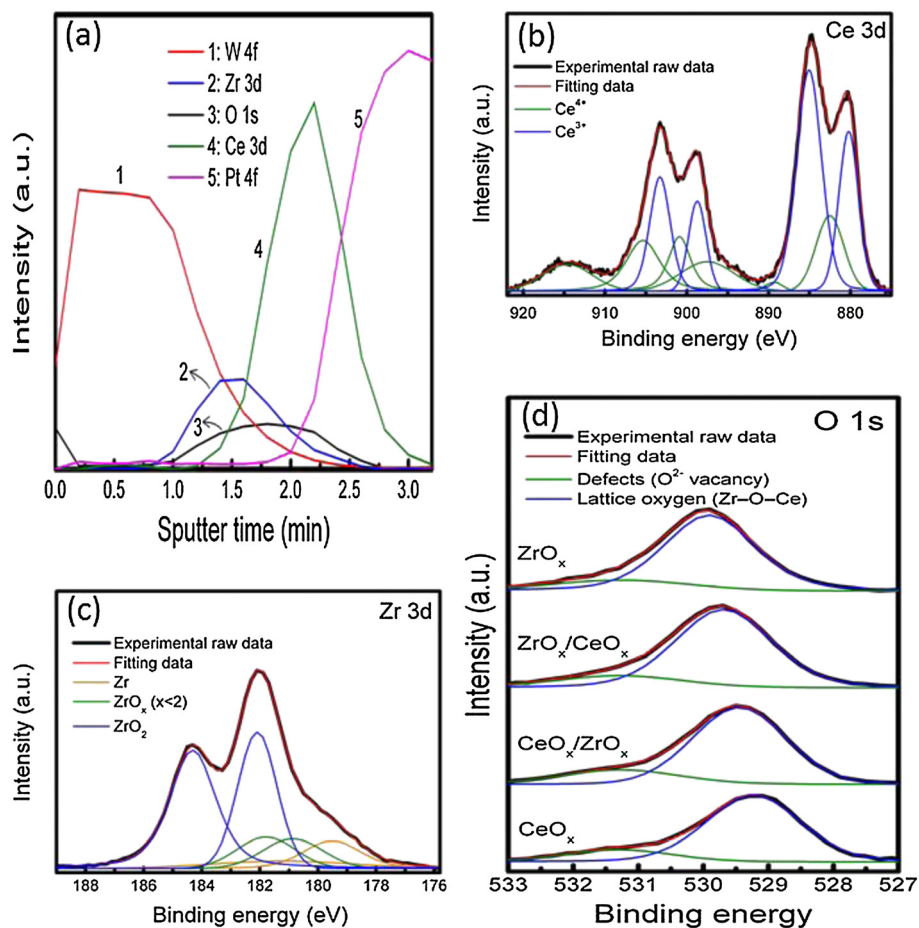 (a)
1: W 4f
2: Zr 3d
3: O 1s
4: Ce 3d
5: Pt 4f
1
2
3
4
5
Intensity (a.u.)
0.0 0.5 1.0 1.5 2.0 2.5 3.0
Sputter time (min)
(b)
Ce 3d
Experimental raw data
Fitting data
Ce⁴⁺
Ce³⁺
Intensity (a.u.)
920 910 900 890 880
Binding energy (eV)
(c)
Zr 3d
Experimental raw data
Fitting data
Zr
ZrOₓ (x<2)
ZrO₂
Intensity (a.u.)
188 186 184 182 180 178 176
Binding energy (eV)
(d)
O 1s
Experimental raw data
Fitting data
Defects (O²⁻ vacancy)
Lattice oxygen (Zr–O–Ce)
ZrOₓ
ZrOₓ/CeOₓ
CeOₓ/ZrOₓ
CeOₓ
Intensity (a.u.)
533 532 531 530 529 528 527
Binding energy